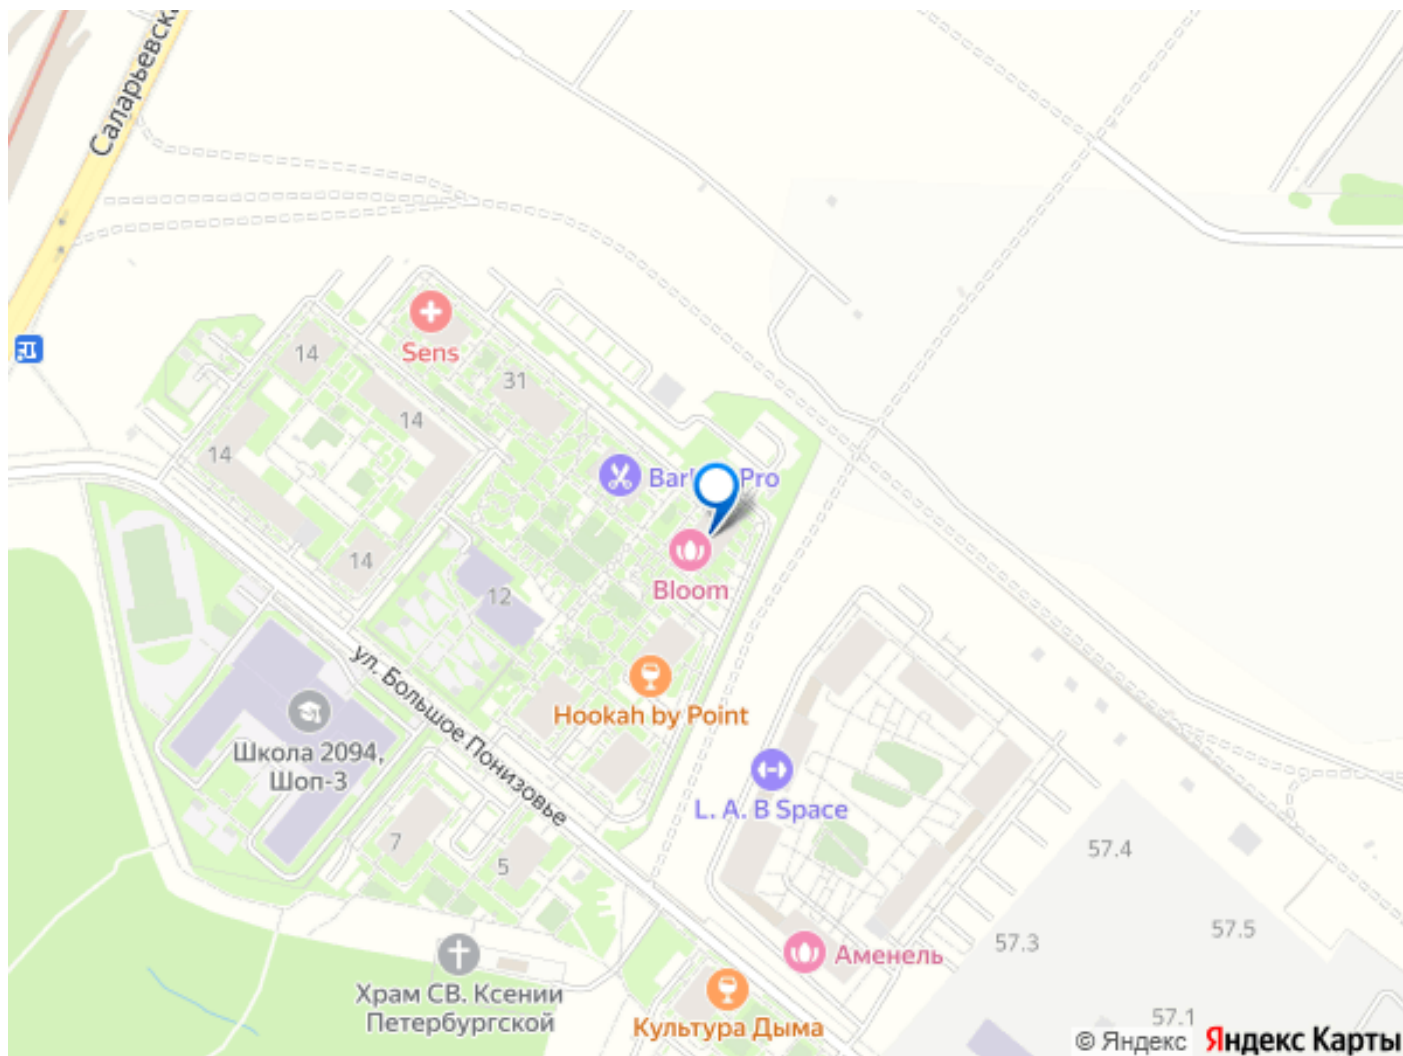 Саларьевска
Sens
14
31
14
14
Bar
Pro
14
12
Bloom
ул. Большое Понизовье
Hookah by Point
Школа 2094,
Шоп-3
L. A. B Space
7
5
57.4
57.5
57.3
Аменель
Храм СВ. Ксении
Петербургской
Культура Дыма
57.1
© Яндекс
Яндекс Карты